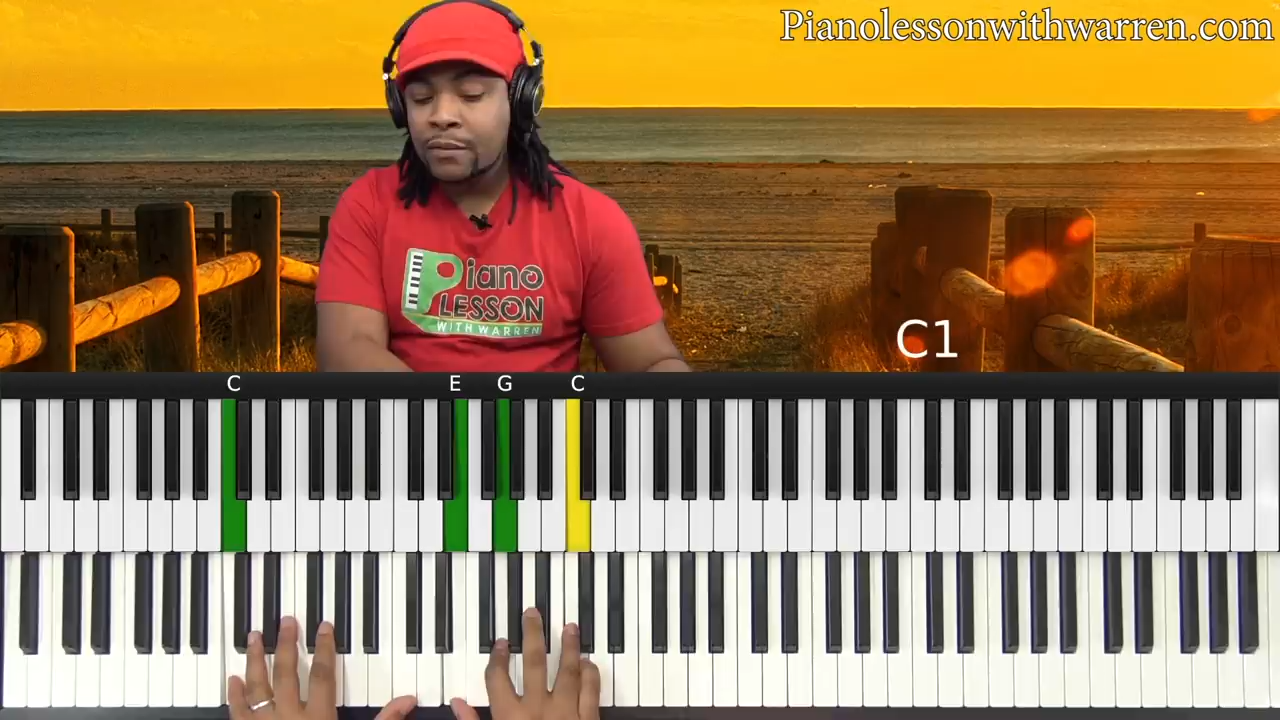 Pianolessonwithwarren.com
Piano
LESSON
WITH WARREN
C1
C E G C